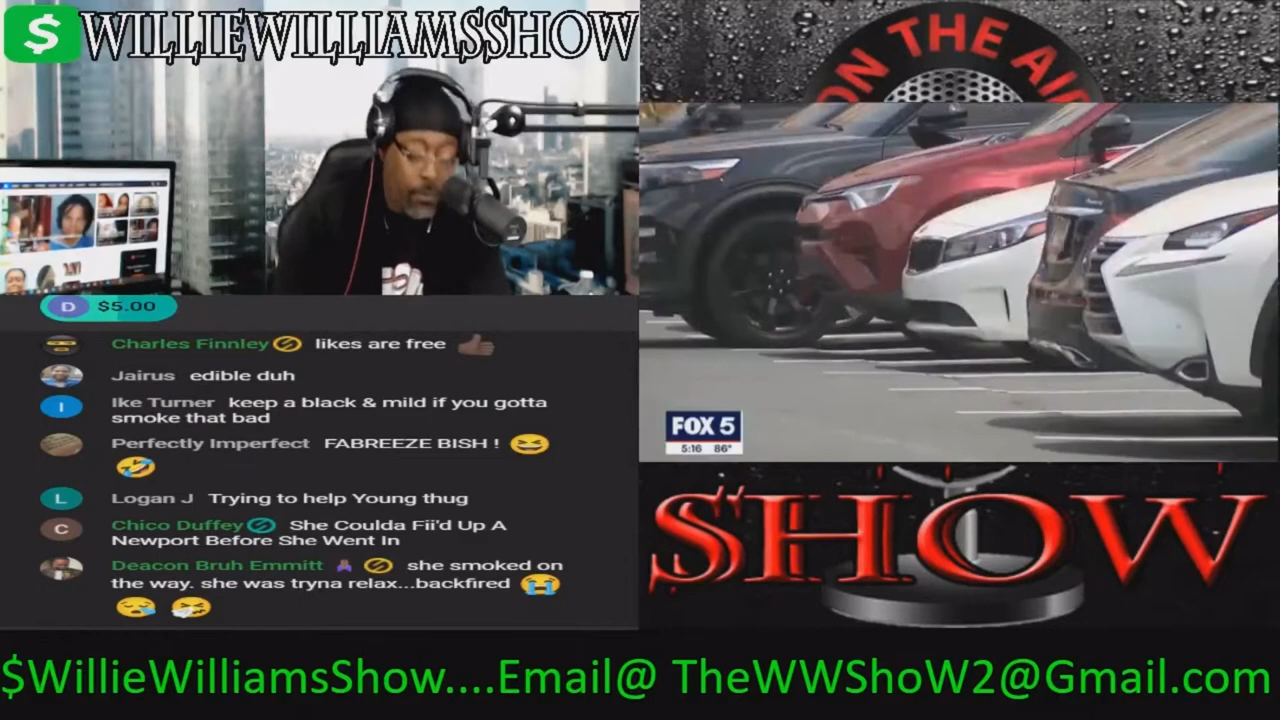 $ WILLIEWILLIAMSSHOW
ON THE AIR
D $5.00
Charles Finnley likes are free
Jairus edible duh
I Ike Turner keep a black & mild if you gotta
smoke that bad
Perfectly Imperfect FABREEZE BISH ! 😆
🤣
L Logan J Trying to help Young thug
C Chico Duffey She Coulda Fii'd Up A
Newport Before She Went In
Deacon Bruh Emmitt she smoked on
the way. she was tryna relax...backfired 😭
😪 🤧
FOX 5
5:16 86°
SHOW
$WillieWilliamsShow....Email@ TheWWShoW2@Gmail.com